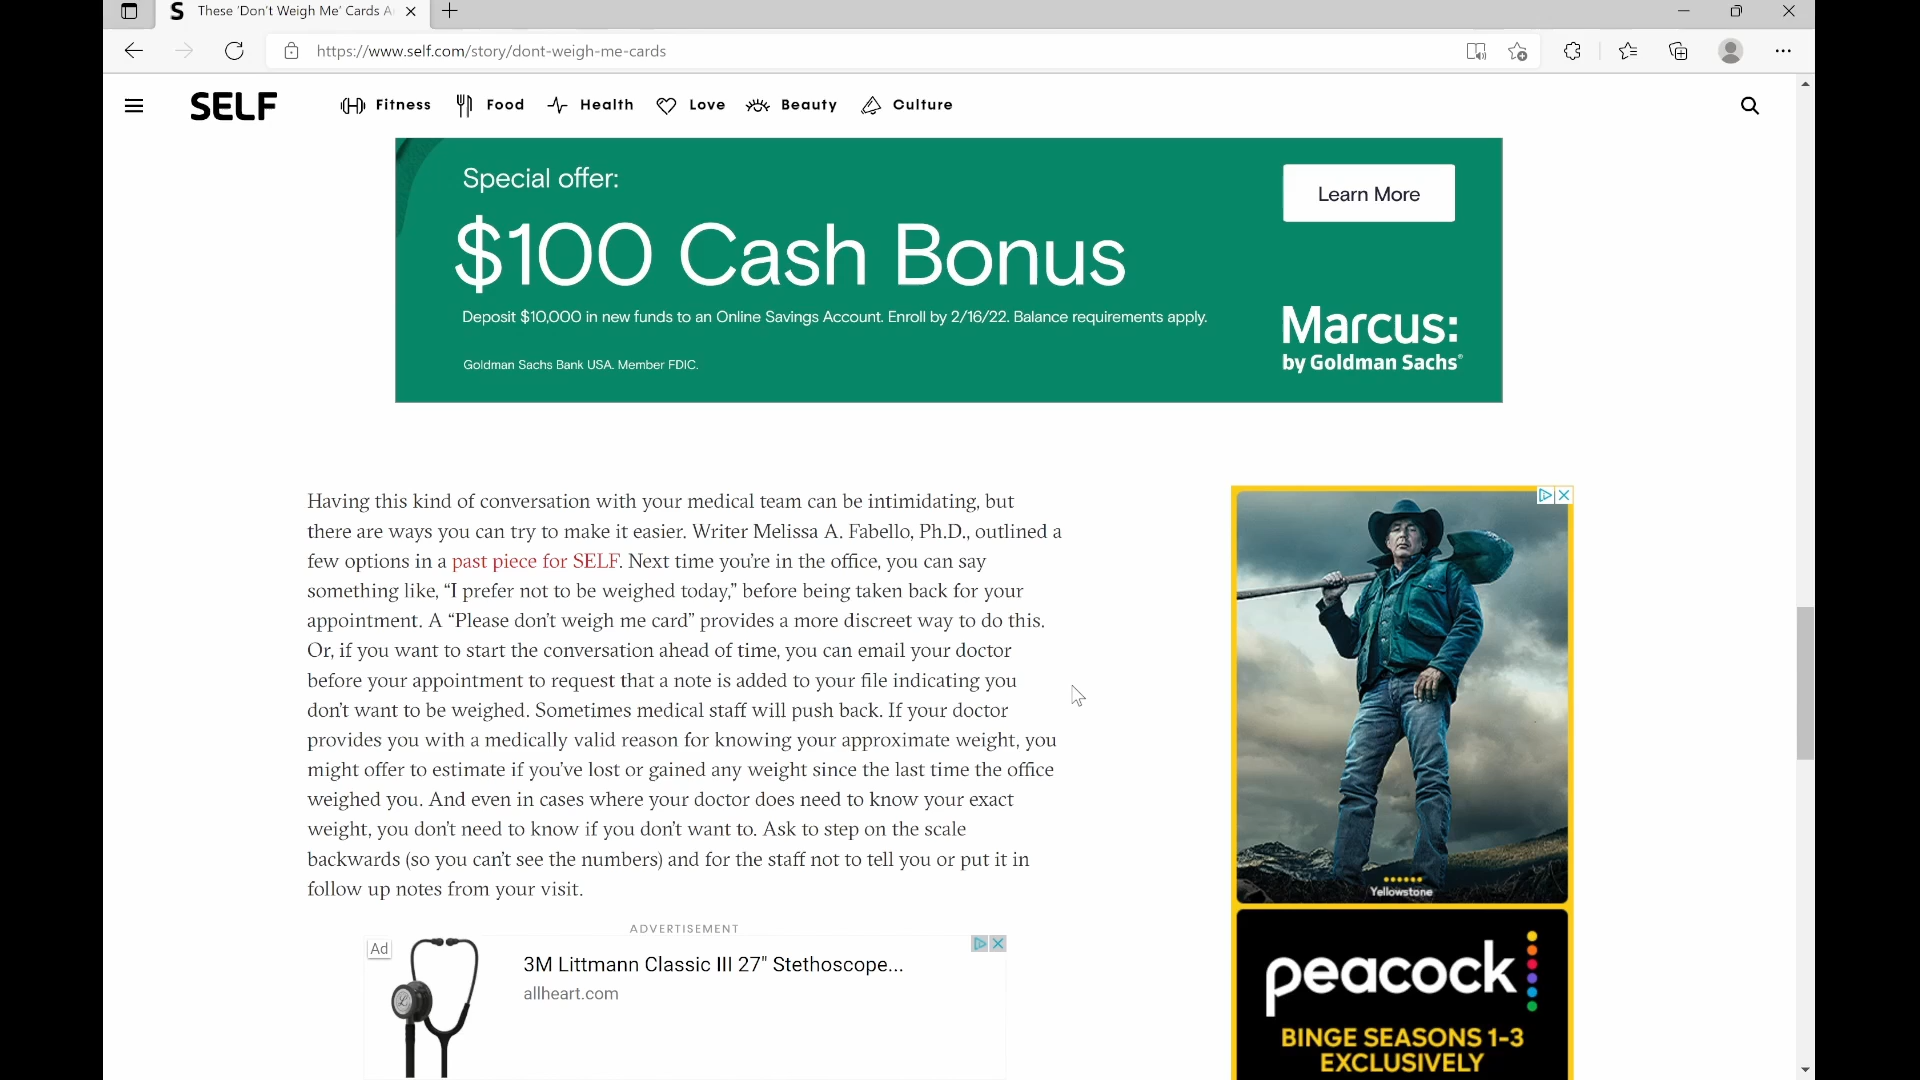 These 'Don't Weigh Me' Cards A
https://www.self.com/story/dont-weigh-me-cards
SELF
Fitness
Food
Health
Love
Beauty
Culture
Special offer:
Learn More
$100 Cash Bonus
Deposit $10,000 in new funds to an Online Savings Account. Enroll by 2/16/22. Balance requirements apply.
Marcus:
by Goldman Sachs®
Goldman Sachs Bank USA. Member FDIC.
Having this kind of conversation with your medical team can be intimidating, but
there are ways you can try to make it easier. Writer Melissa A. Fabello, Ph.D., outlined a
few options in a past piece for SELF. Next time you're in the office, you can say
something like, “I prefer not to be weighed today,” before being taken back for your
appointment. A “Please don't weigh me card” provides a more discreet way to do this.
Or, if you want to start the conversation ahead of time, you can email your doctor
before your appointment to request that a note is added to your file indicating you
don't want to be weighed. Sometimes medical staff will push back. If your doctor
provides you with a medically valid reason for knowing your approximate weight, you
might offer to estimate if you've lost or gained any weight since the last time the office
weighed you. And even in cases where your doctor does need to know your exact
weight, you don't need to know if you don't want to. Ask to step on the scale
backwards (so you can't see the numbers) and for the staff not to tell you or put it in
follow up notes from your visit.
ADVERTISEMENT
Ad
3M Littmann Classic III 27" Stethoscope...
allheart.com
Yellowstone
peacock
BINGE SEASONS 1-3
EXCLUSIVELY